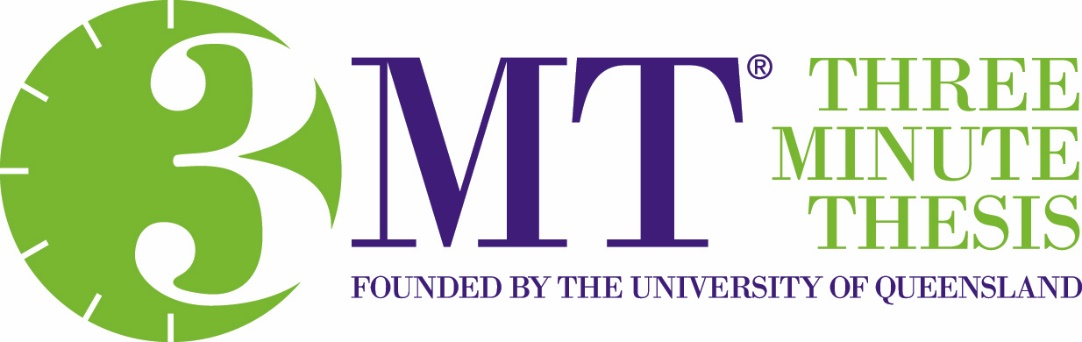 3MT®
THREE
MINUTE
THESIS
FOUNDED BY THE UNIVERSITY OF QUEENSLAND